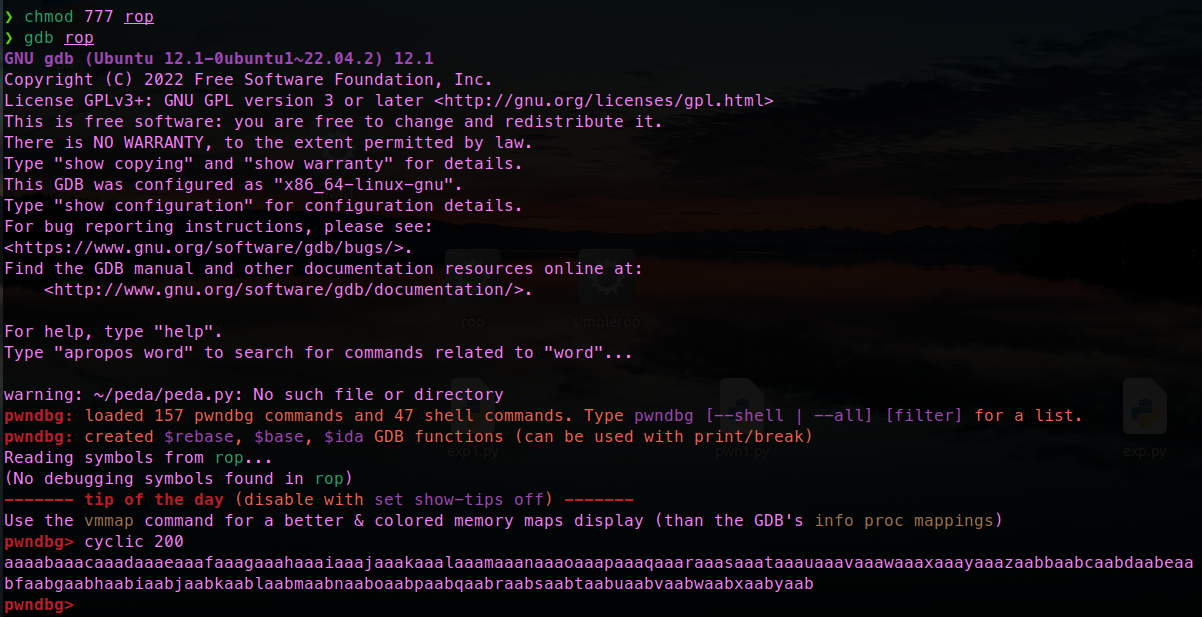 ❯ chmod 777 rop
❯ gdb rop
GNU gdb (Ubuntu 12.1-0ubuntu1~22.04.2) 12.1
Copyright (C) 2022 Free Software Foundation, Inc.
License GPLv3+: GNU GPL version 3 or later <http://gnu.org/licenses/gpl.html>
This is free software: you are free to change and redistribute it.
There is NO WARRANTY, to the extent permitted by law.
Type "show copying" and "show warranty" for details.
This GDB was configured as "x86_64-linux-gnu".
Type "show configuration" for configuration details.
For bug reporting instructions, please see:
<https://www.gnu.org/software/gdb/bugs/>.
Find the GDB manual and other documentation resources online at:
    <http://www.gnu.org/software/gdb/documentation/>.
rop simplerop
For help, type "help".
Type "apropos word" to search for commands related to "word"...
warning: ~/peda/peda.py: No such file or directory
pwndbg: loaded 157 pwndbg commands and 47 shell commands. Type pwndbg [--shell | --all] [filter] for a list.
pwndbg: created $rebase, $base, $ida GDB functions (can be used with print/break)
exp1.py pwn1.py exp.py
Reading symbols from rop...
(No debugging symbols found in rop)
------- tip of the day (disable with set show-tips off) -------
Use the vmmap command for a better & colored memory maps display (than the GDB's info proc mappings)
pwndbg> cyclic 200
aaaabaaacaaadaaaeaaafaaagaaahaaaiaaajaaakaaalaaamaaanaaaoaaapaaaqaaaraaasaaataaauaaavaaawaaaxaaayaaazaabbaabcaabdaabeaa
bfaabgaabhaabiaabjaabkaablaabmaabnaaboaabpaabqaabraabsaabtaabuaabvaabwaabxaabyaab
pwndbg>